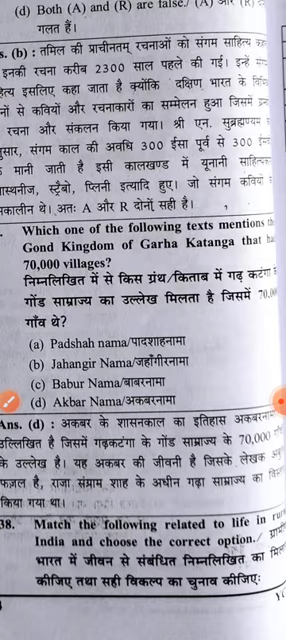 (d) Both (A) and (R) are false./ (A) और (R)
गलत हैं।
s. (b) : तमिल की प्राचीनतम् रचनाओं को संगम साहित्य
इनकी रचना करीब 2300 साल पहले की गई। इन्हें
इसलिए कहा जाता है क्योंकि दक्षिण भारत के
से कवियों और रचनाकारों का सम्मेलन हुआ जिसमें
रचना और संकलन किया गया। श्री एन. सुब्रह्मण्यम
संगम काल की अवधि 300 ईसा पूर्व से 300
मानी जाती है इसी कालखण्ड में यूनानी
स्ट्रैबो, प्लिनी इत्यादि हुए। जो संगम कवियों
अतः A और R दोनों सही है।
Which one of the following texts mentions
Gond Kingdom of Garha Katanga that
70,000 villages?
निम्नलिखित में से किस ग्रंथ/किताब में गढ़ कटंगा
गोंड साम्राज्य का उल्लेख मिलता है जिसमें
गाँव थे?
(a) Padshah nama/पादशाहनामा
(b) Jahangir Nama/जहाँगीरनामा
(c) Babur Nama/बाबरनामा
(d) Akbar Nama/अकबरनामा
Ans. (d) : अकबर के शासनकाल का इतिहास
उल्लिखित है जिसमें गढ़कटंगा के गोंड साम्राज्य के 70,000
के उल्लेख है। यह अकबर की जीवनी है जिसके लेखक
फजल है, राजा संग्राम शाह के अधीन गढ़ा साम्राज्य का
किया गया था।
38. Match the following related to life in
India and choose the correct option./
भारत में जीवन से संबंधित निम्नलिखित का
कीजिए तथा सही विकल्प का चुनाव कीजिए: